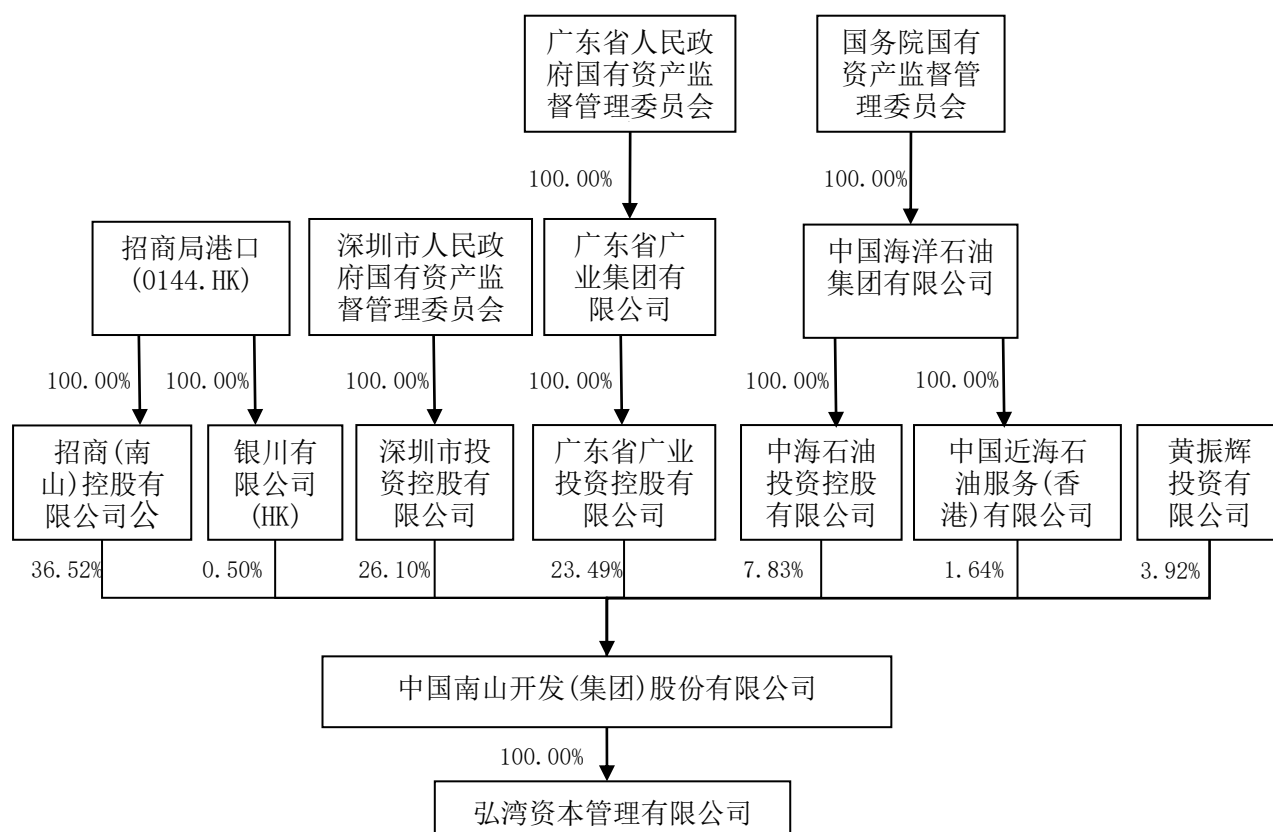 广东省人民政
府国有资产监
督管理委员会
国务院国有
资产监督管
理委员会
100.00%
100.00%
招商局港口
(0144.HK)
深圳市人民政
府国有资产监
督管理委员会
广东省广
业集团有
限公司
中国海洋石油
集团有限公司
100.00%
100.00%
100.00%
100.00%
100.00%
100.00%
招商(南
山)控股有
限公司公
银川有
限公司
(HK)
深圳市投
资控股有
限公司
广东省广业
投资控股有
限公司
中海石油
投资控股
有限公司
中国近海石
油服务(香
港)有限公司
黄振辉
投资有
限公司
36.52%
0.50%
26.10%
23.49%
7.83%
1.64%
3.92%
中国南山开发(集团)股份有限公司
100.00%
弘湾资本管理有限公司